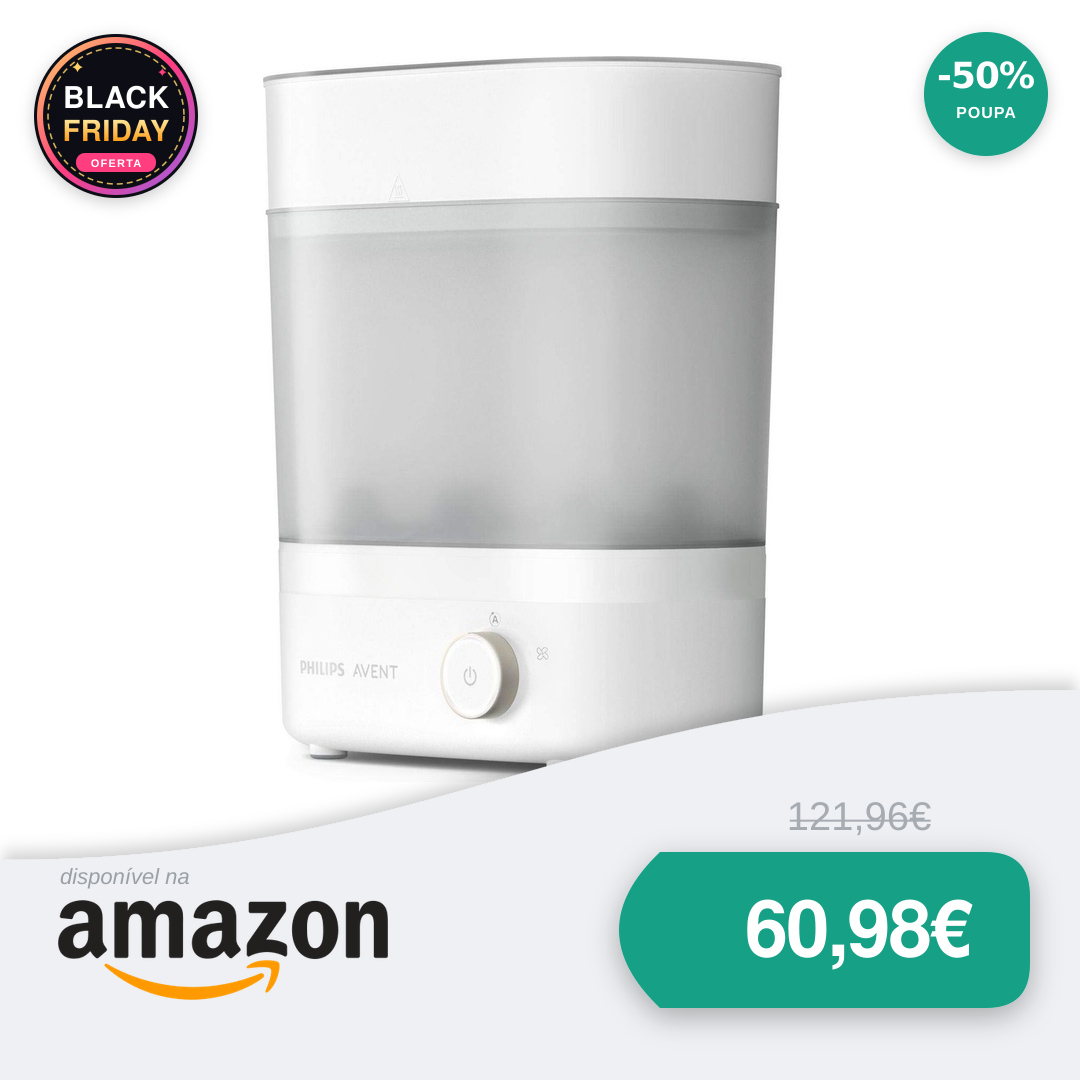 BLACK
FRIDAY
OFERTA
-50%
POUPA
A
PHILIPS AVENT
121,96€
disponível na
amazon
60,98€